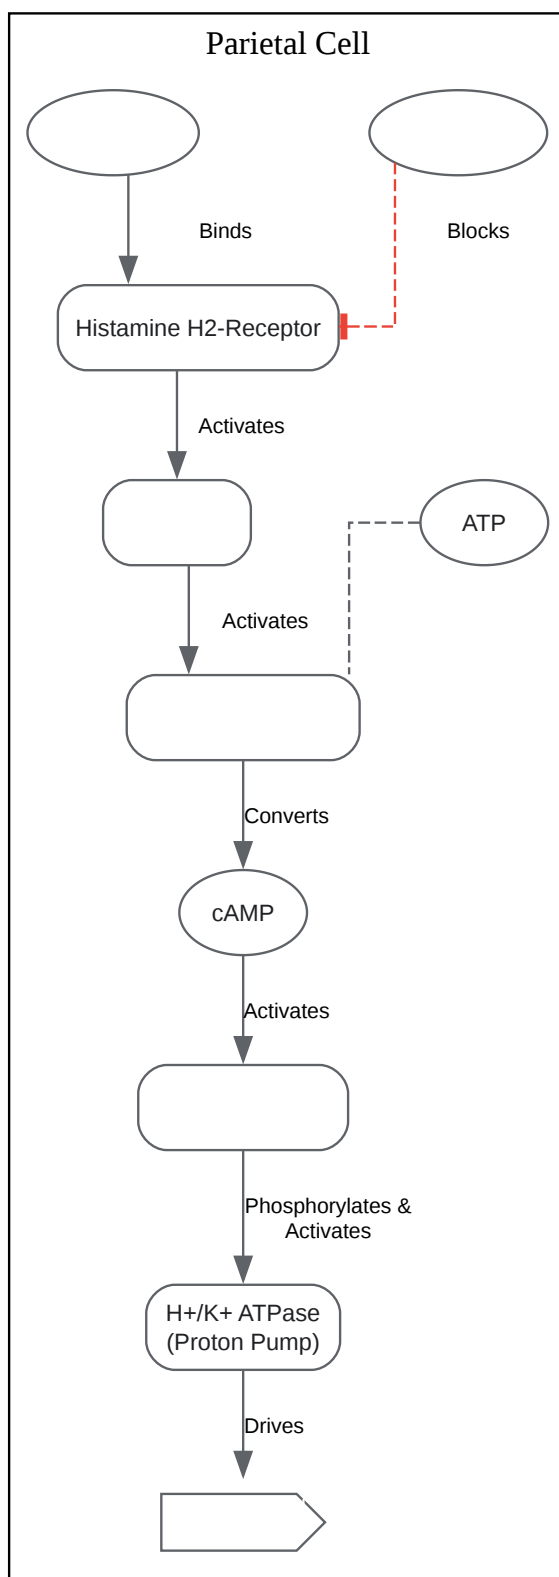 Parietal Cell
Binds
Blocks
Histamine H2-Receptor
Activates
ATP
Activates
Converts
cAMP
Activates
Phosphorylates &
Activates
H+/K+ ATPase
(Proton Pump)
Drives